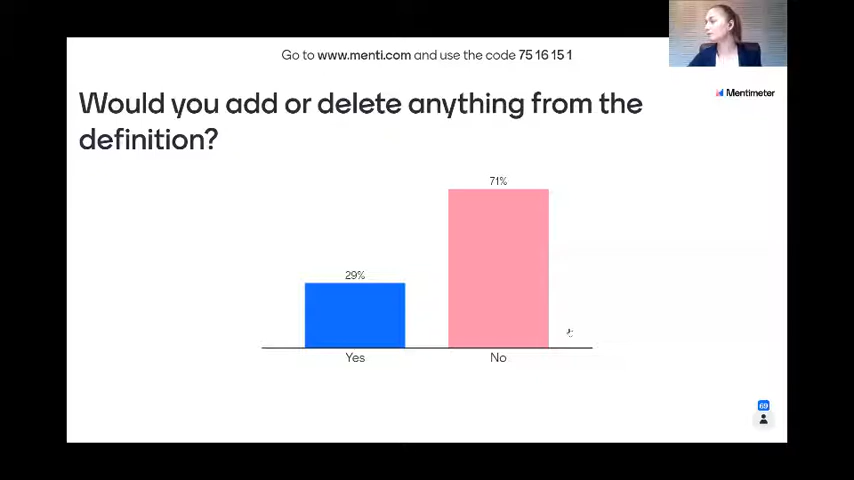 Go to www.menti.com and use the code 75 16 15 1
Would you add or delete anything from the
definition?
Mentimeter
71%
29%
Yes
No
69